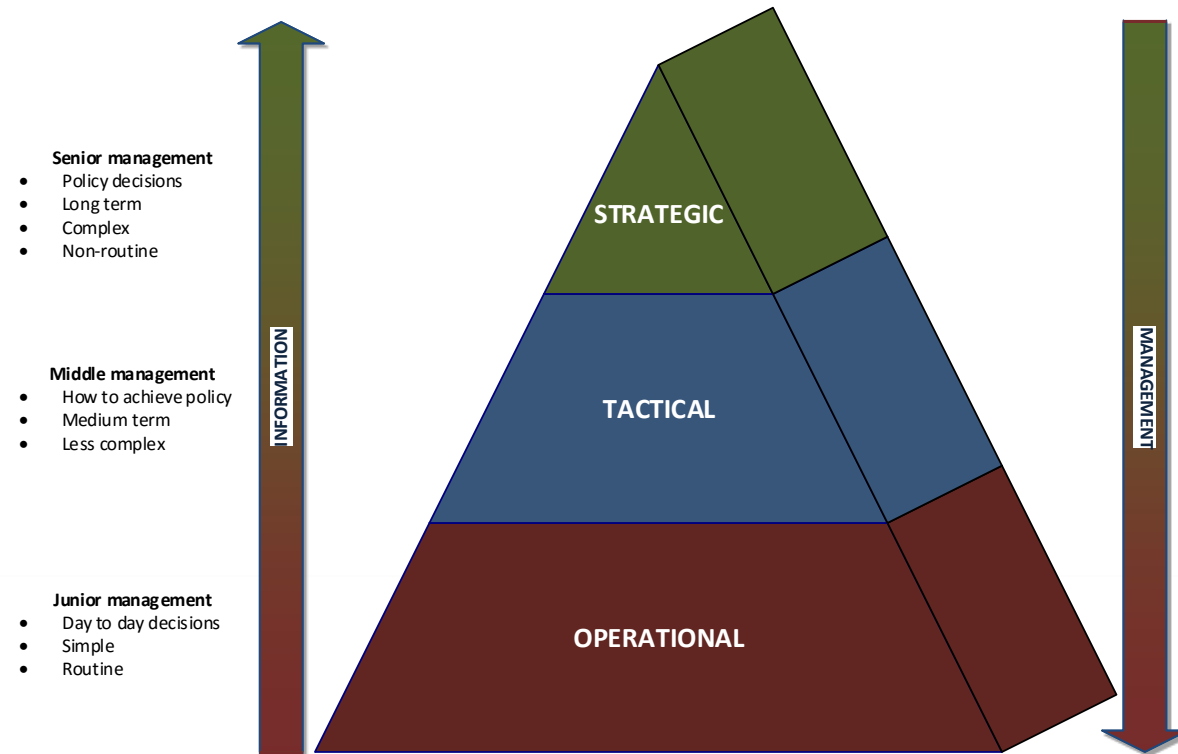 Senior management
• Policy decisions
• Long term
• Complex
• Non-routine
Middle management
• How to achieve policy
• Medium term
• Less complex
Junior management
• Day to day decisions
• Simple
• Routine
INFORMATION
STRATEGIC
TACTICAL
OPERATIONAL
MANAGEMENT